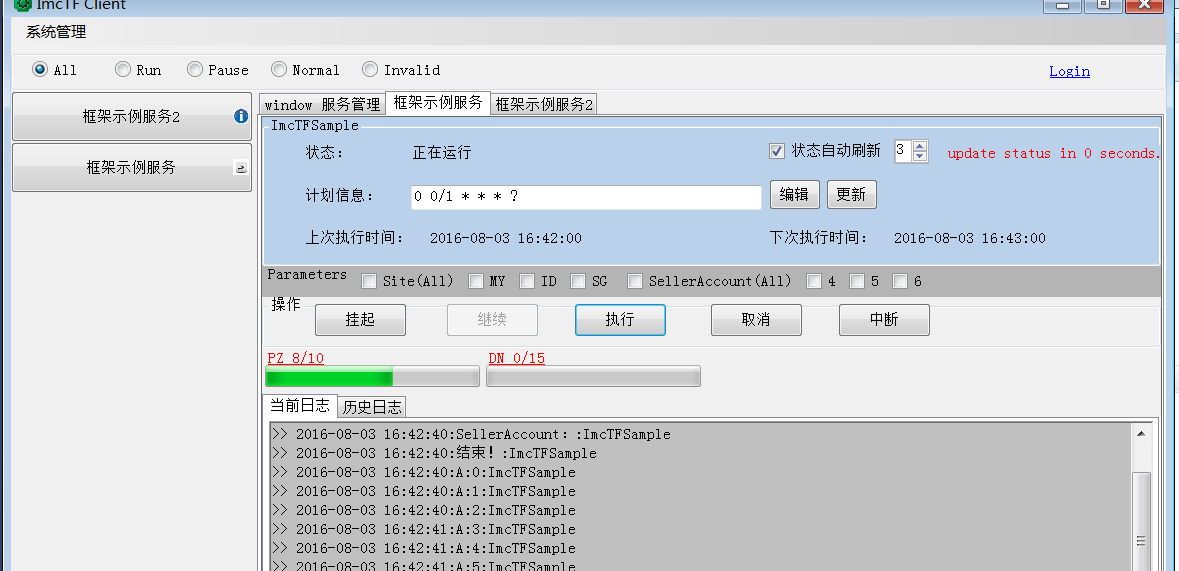 ImcTF Client
系统管理
All Run Pause Normal Invalid Login
框架示例服务2
框架示例服务
window 服务管理 框架示例服务 框架示例服务2
ImcTFSample
状态： 正在运行 状态自动刷新 3 update status in 0 seconds.
计划信息： 0 0/1 * * * ? 编辑 更新
上次执行时间： 2016-08-03 16:42:00 下次执行时间： 2016-08-03 16:43:00
Parameters Site(All) MY ID SG SellerAccount(All) 4 5 6
操作
挂起 继续 执行 取消 中断
PZ 8/10 DN 0/15
当前日志 历史日志
>> 2016-08-03 16:42:40:SellerAccount：:ImcTFSample
>> 2016-08-03 16:42:40:结束！:ImcTFSample
>> 2016-08-03 16:42:40:A:0:ImcTFSample
>> 2016-08-03 16:42:40:A:1:ImcTFSample
>> 2016-08-03 16:42:40:A:2:ImcTFSample
>> 2016-08-03 16:42:41:A:3:ImcTFSample
>> 2016-08-03 16:42:41:A:4:ImcTFSample
>> 2016-08-03 16:42:41:A:5:ImcTFSample